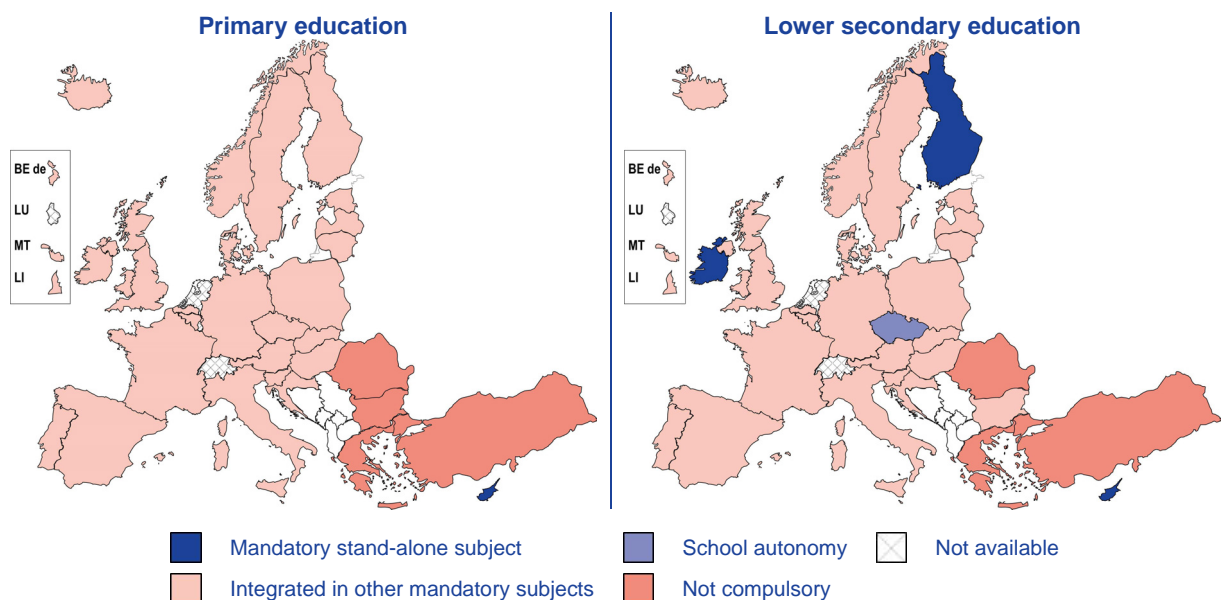 Primary education
Lower secondary education
BE de
LU
MT
LI
BE de
LU
MT
LI
Mandatory stand-alone subject
School autonomy
Not available
Integrated in other mandatory subjects
Not compulsory